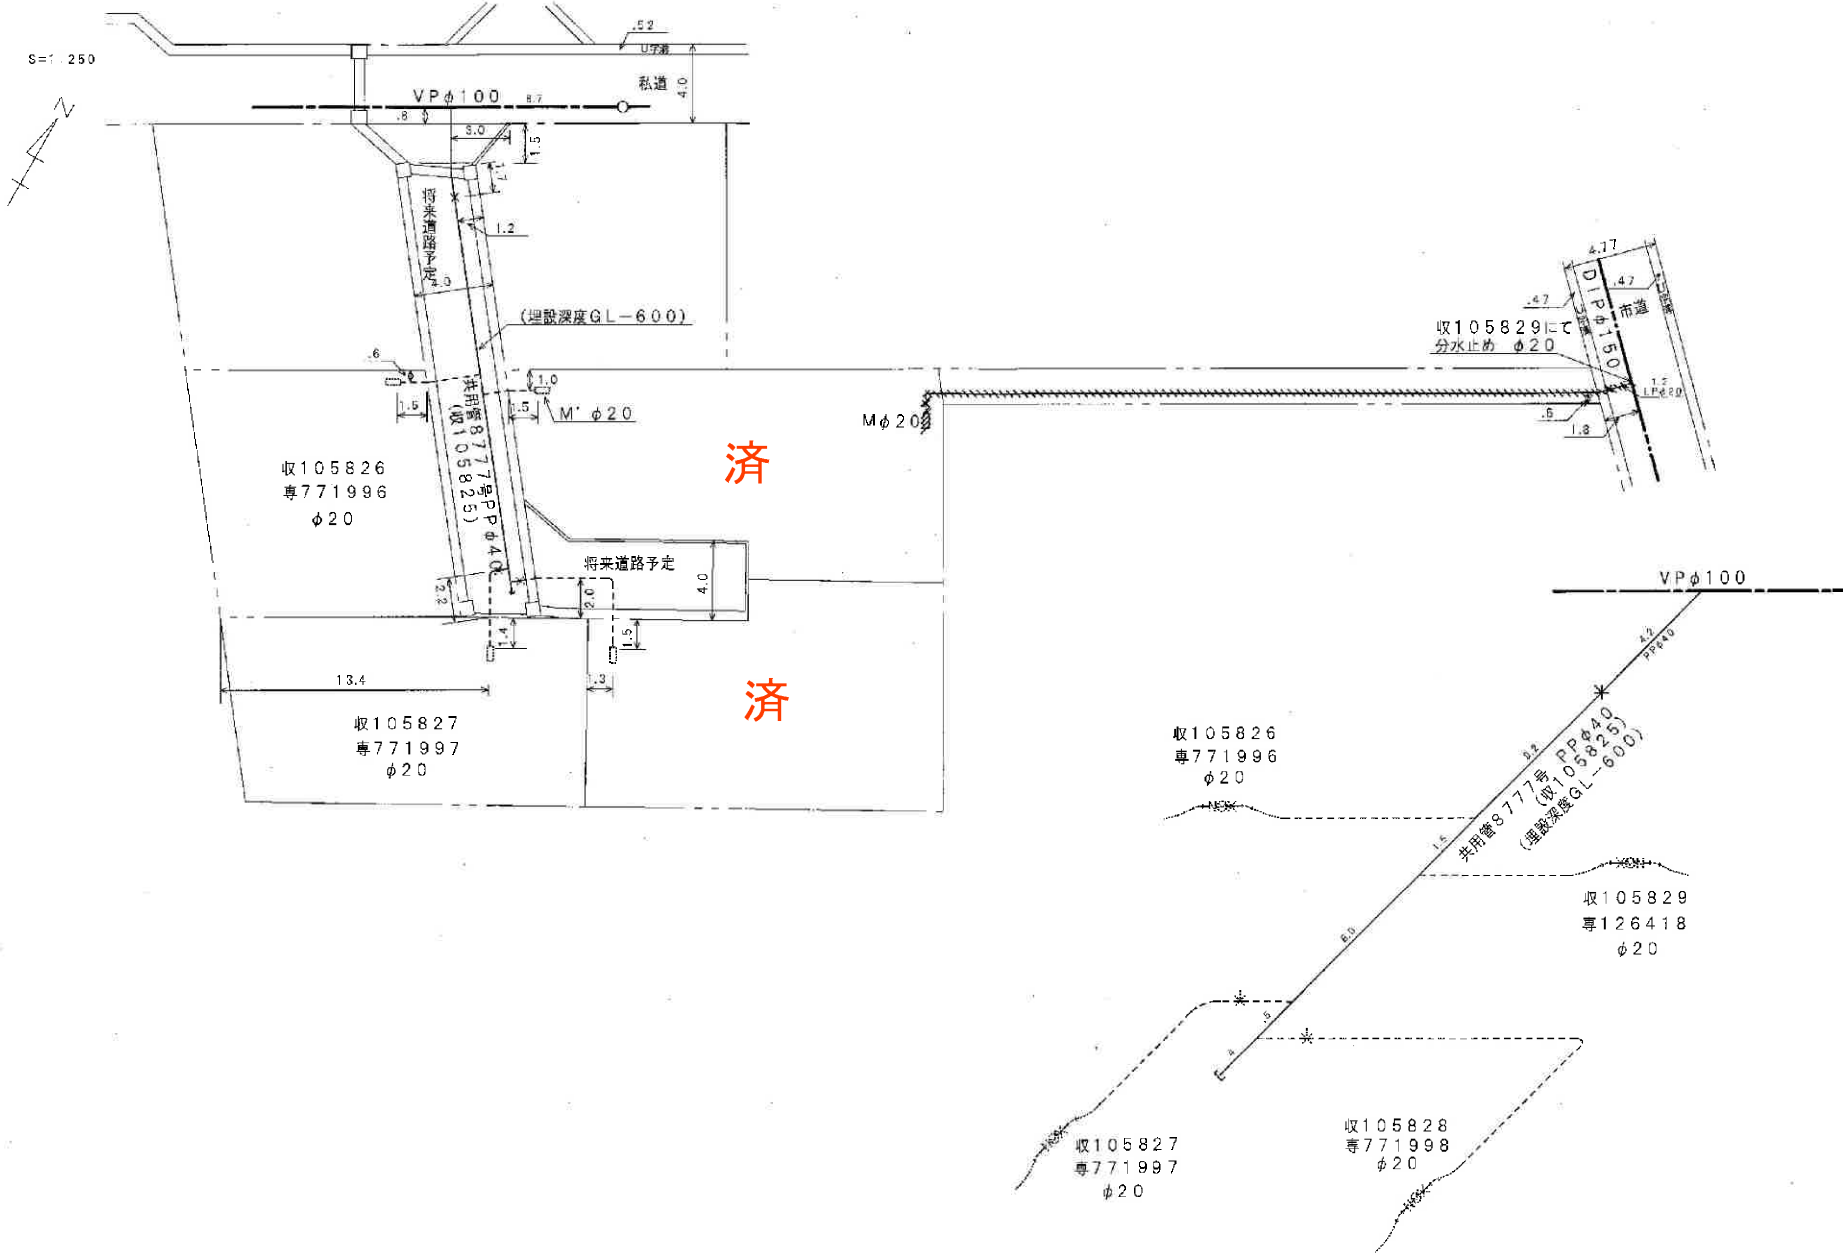 S=1:250
N
.52
U字溝
私道
4.0
VPφ100
8.7
.8
3.0
1.5
1.7
将来道路予定
1.2
4.0
(埋設深度GL-600)
.6
1.5
1.0
1.5
M'φ20
共用管8777号PPφ40
(収105825)
収105826
専771996
φ20
済
将来道路予定
4.0
2.2
2.0
1.4
1.5
13.4
1.3
収105827
専771997
φ20
済
Mφ20
4.77
.47
.47
DIPφ150
市道
収105829にて
分水止め φ20
1.2
LPφ20
.6
1.8
VPφ100
4.2
PPφ40
共用管8777号 PPφ40
(収105825)
(埋設深度GL-600)
1.5
収105826
専771996
φ20
収105829
専126418
φ20
.5
収105827
専771997
φ20
収105828
専771998
φ20